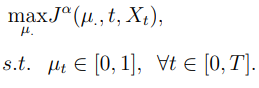 max J^α(μ., t, X_t),
μ.
s.t. μ_t ∈ [0, 1], ∀t ∈ [0, T].